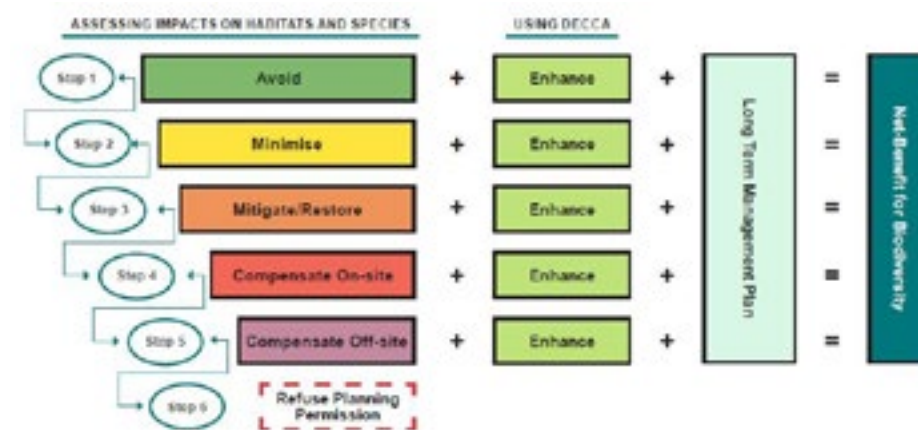 ASSESSING IMPACTS ON HABITATS AND SPECIES
USING DECCA
Step 1
Avoid
+
Enhance
+
=
Step 2
Minimise
+
Enhance
+
=
Step 3
Mitigate/Restore
+
Enhance
+
=
Step 4
Compensate On-site
+
Enhance
+
=
Step 5
Compensate Off-site
+
Enhance
+
=
Step 6
Refuse Planning
Permission
Long Term Management Plan
Net-Benefit for Biodiversity